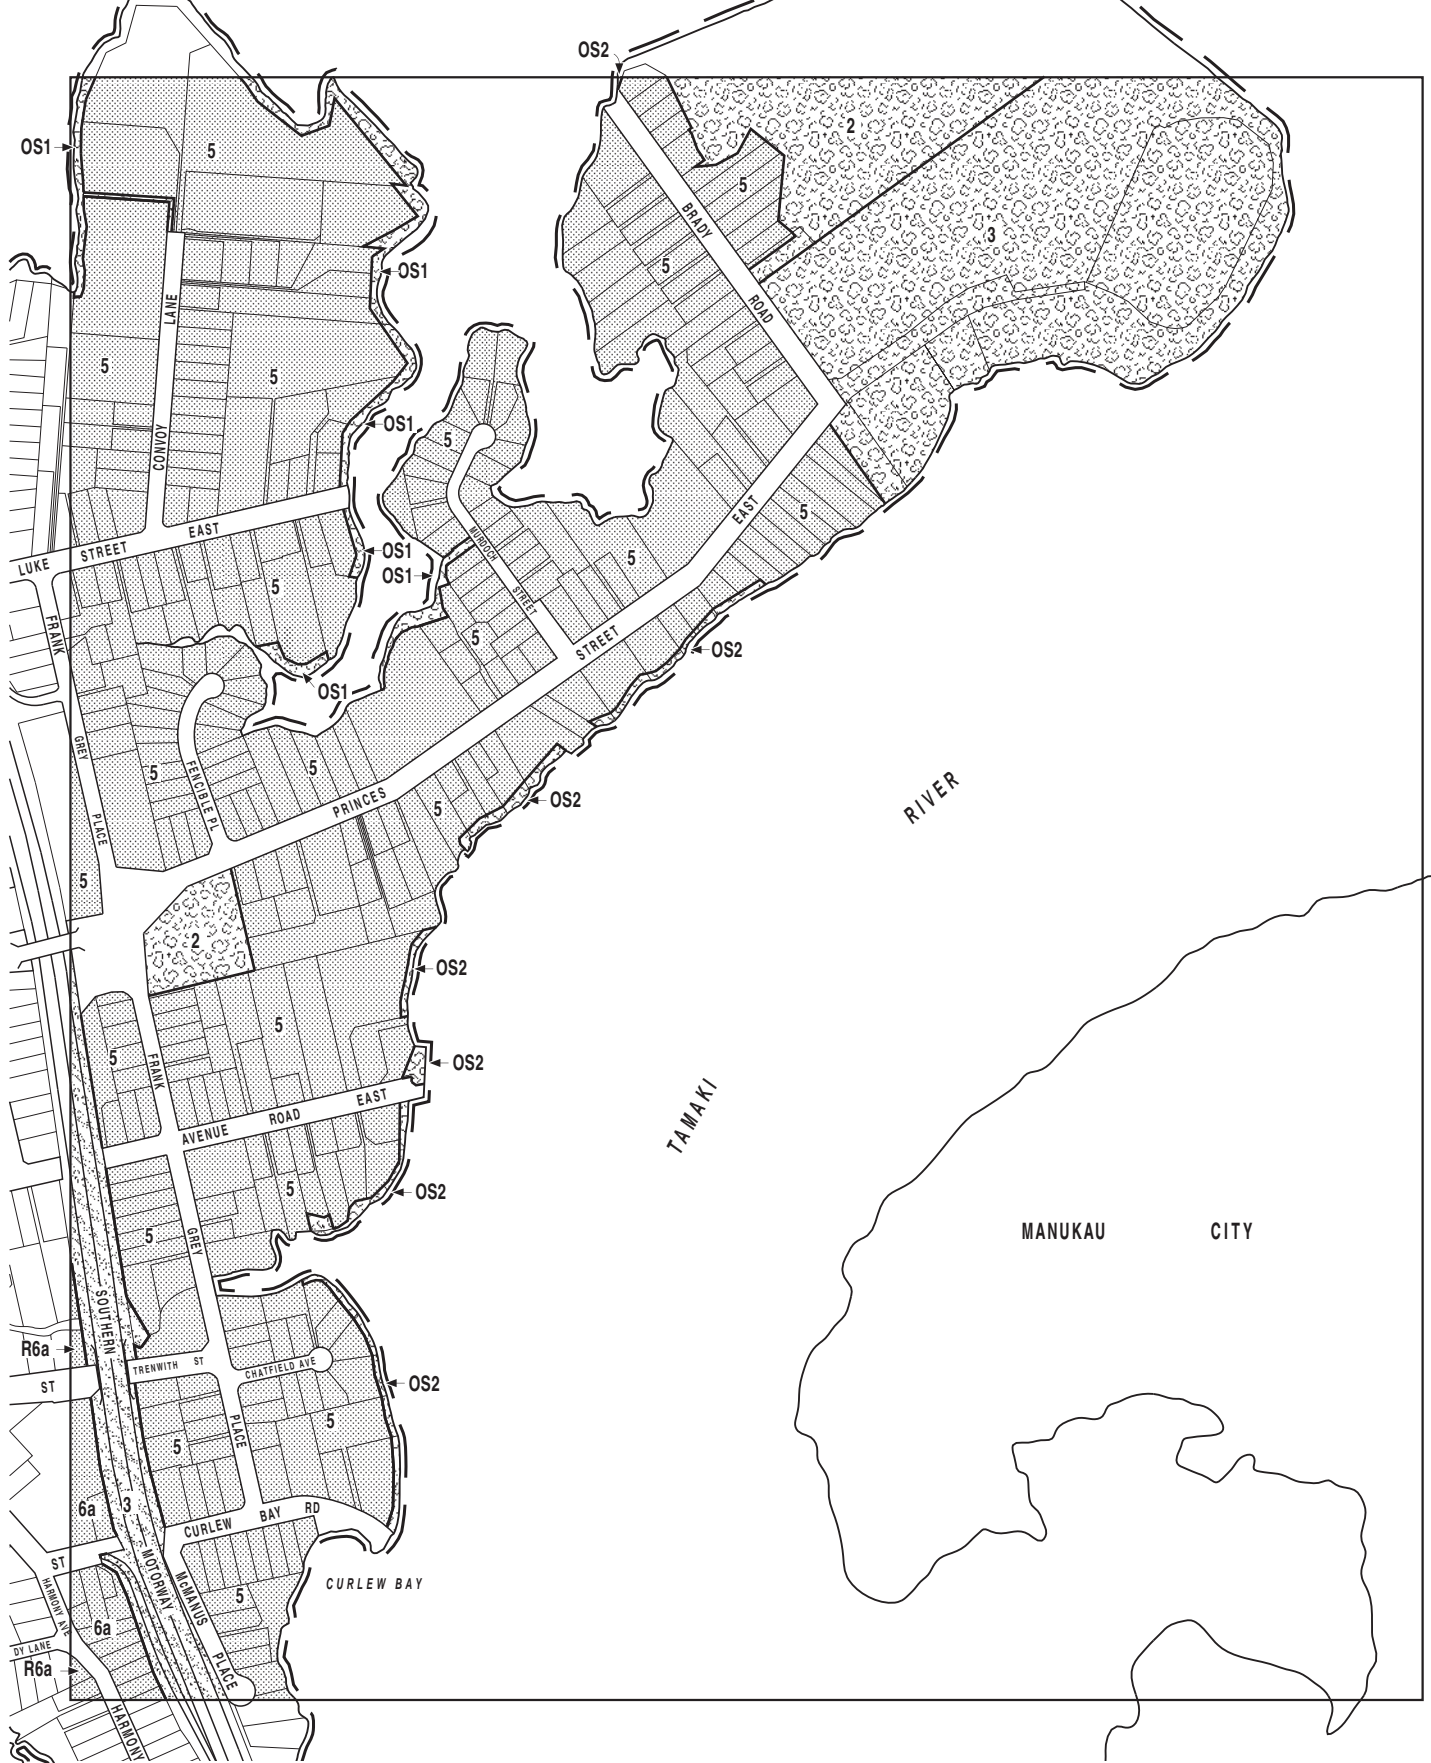 OS2
OS1
5
2
5
3
BRADY
5
ROAD
OS1
LANE
5
5
OS1
CONVOY
5
5
EAST
EAST
STREET
LUKE
OS1
OS1
MURDOCH
STREET
5
5
FRANK
5
STREET
OS2
OS1
GREY
5
FENCIBLE PL
5
PRINCES
5
OS2
RIVER
PLACE
5
2
OS2
5
5
FRANK
OS2
TAMAKI
AVENUE ROAD EAST
5
OS2
5
GREY
MANUKAU CITY
SOUTHERN
R6a
TRENWITH ST
CHATFIELD AVE
ST
OS2
PLACE
5
5
6a
3
CURLEW BAY RD
ST
MOTORWAY
McMANUS
PLACE
5
CURLEW BAY
HARMONY AVE
6a
DY LANE
R6a
HARMONY